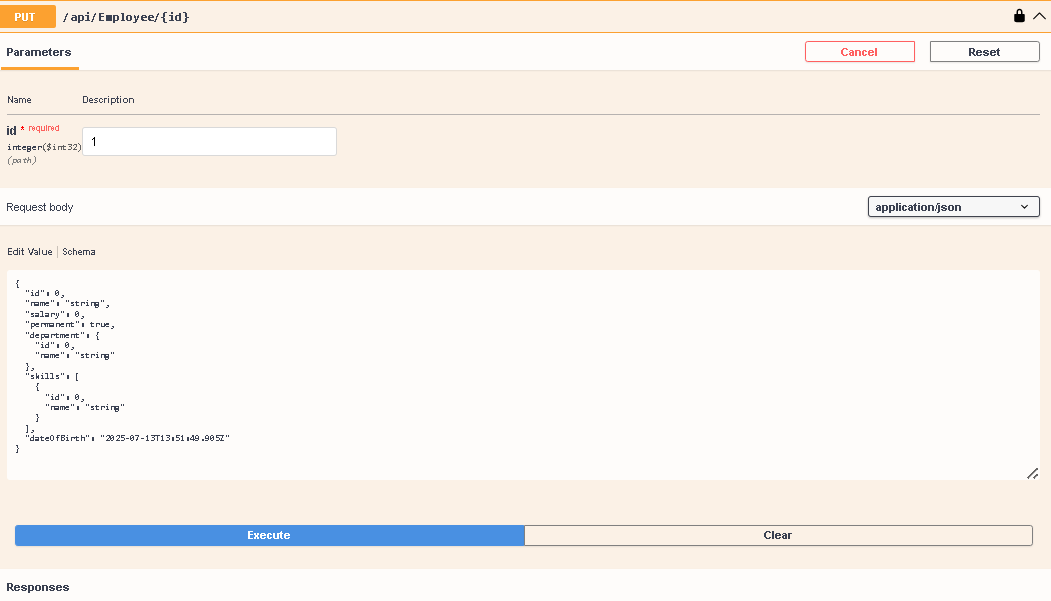 PUT /api/Employee/{id}
Parameters Cancel Reset
Name Description
id * required
integer($int32)
(path)
1
Request body application/json
Edit Value | Schema
{
  "id": 0,
  "name": "string",
  "salary": 0,
  "permanent": true,
  "department": {
    "id": 0,
    "name": "string"
  },
  "skills": [
    {
      "id": 0,
      "name": "string"
    }
  ],
  "dateOfBirth": "2025-07-13T13:51:49.905Z"
}
Execute Clear
Responses